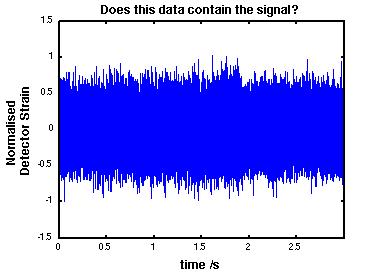 Does this data contain the signal?
1.5
1
0.5
0
-0.5
-1
-1.5
Normalised
Detector Strain
0 0.5 1 1.5 2 2.5
time /s